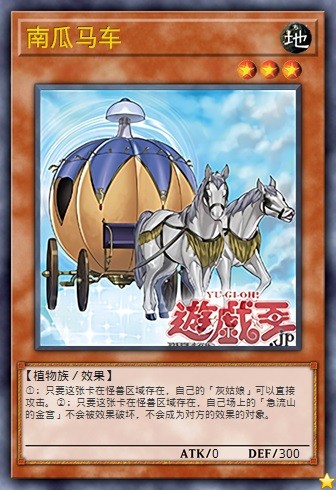 南瓜马车
地
YU-GI-OH!
遊戯王
.JP
【植物族／效果】
①：只要这张卡在怪兽区域存在，自己的「灰姑娘」可以直接
攻击。②：只要这张卡在怪兽区域存在，自己场上的「急流山
的金宫」不会被效果破坏，不会成为对方的效果的对象。
ATK/0 DEF/300